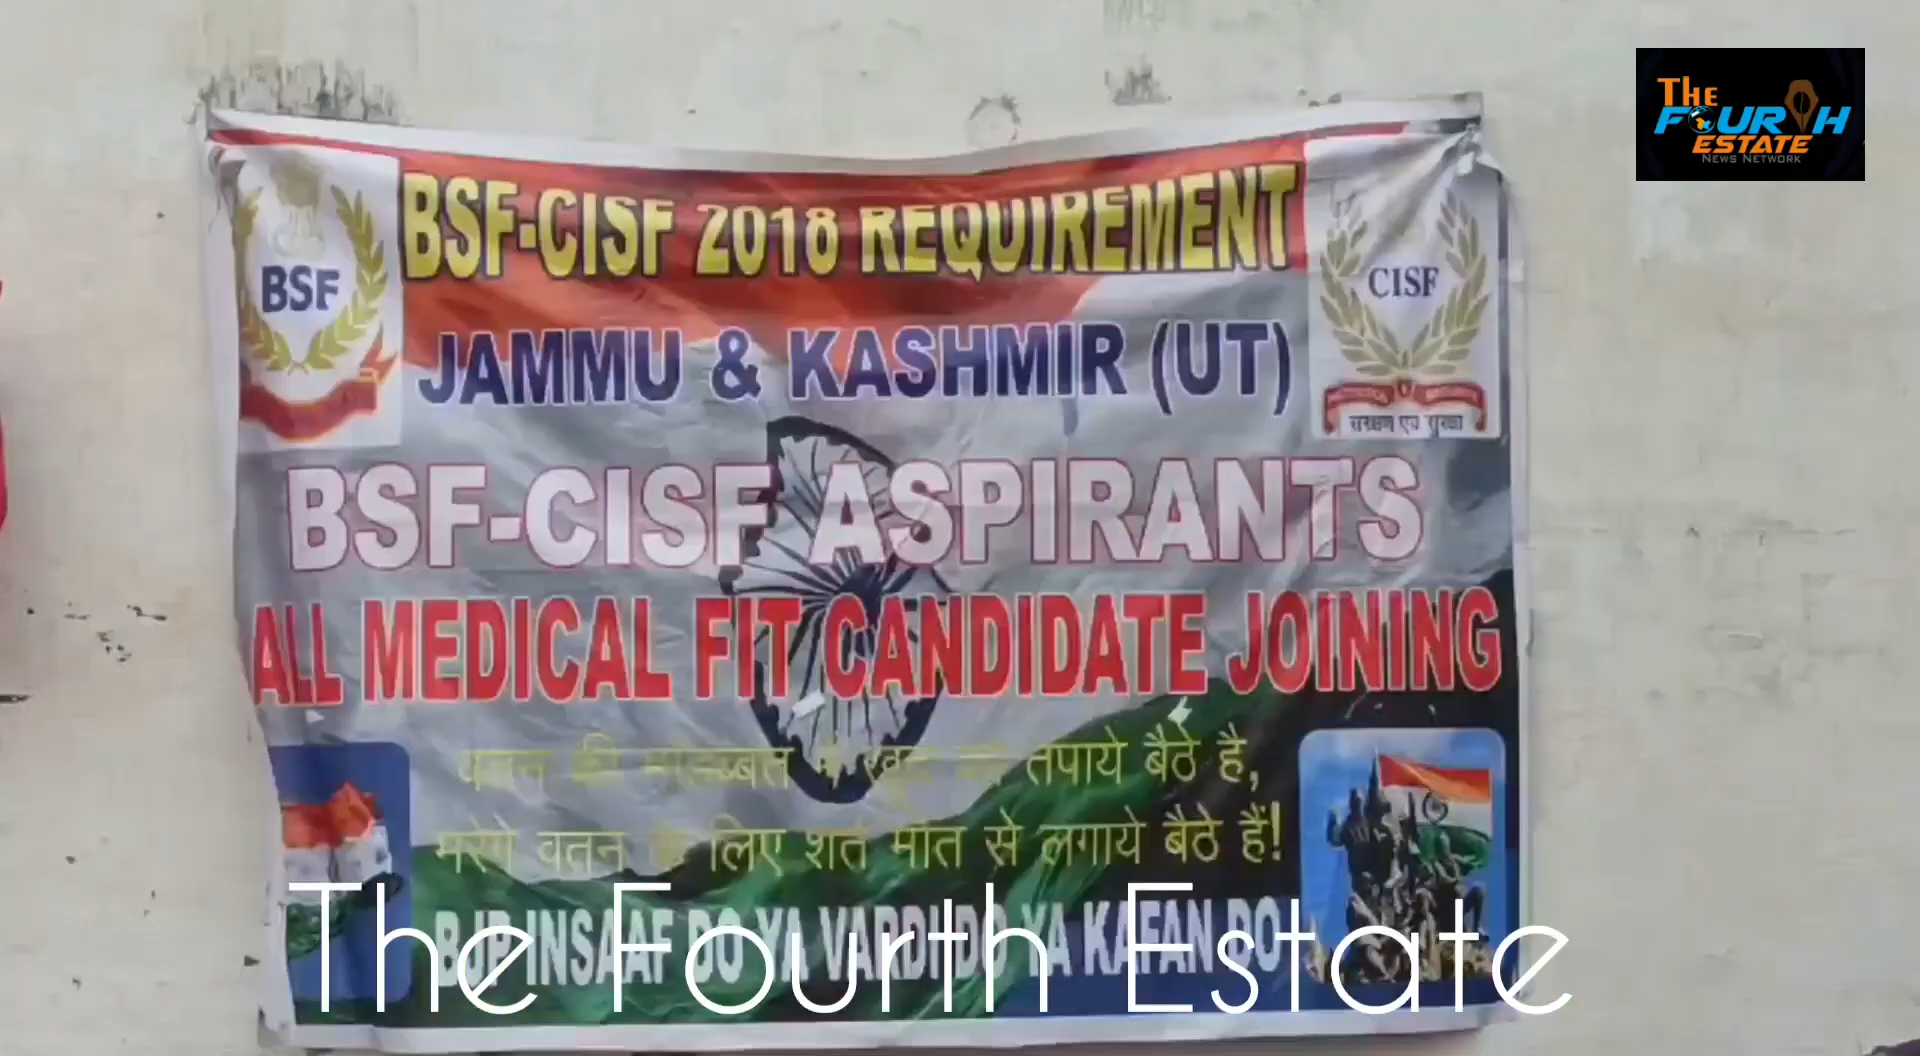 The
FOURTH
ESTATE
News Network
BSF-CISF 2018 REQUIREMENT
BSF
CISF
JAMMU & KASHMIR (UT)
संरक्षण एवं सुरक्षा
BSF-CISF ASPIRANTS
ALL MEDICAL FIT CANDIDATE JOINING
की तपाये बैठे है,
मरेगे वतन के लिए शर्त मौत से लगाये बैठे हैं!
BJP INSAAF DO YA VARDI DO YA KAFAN DO
The Fourth Estate